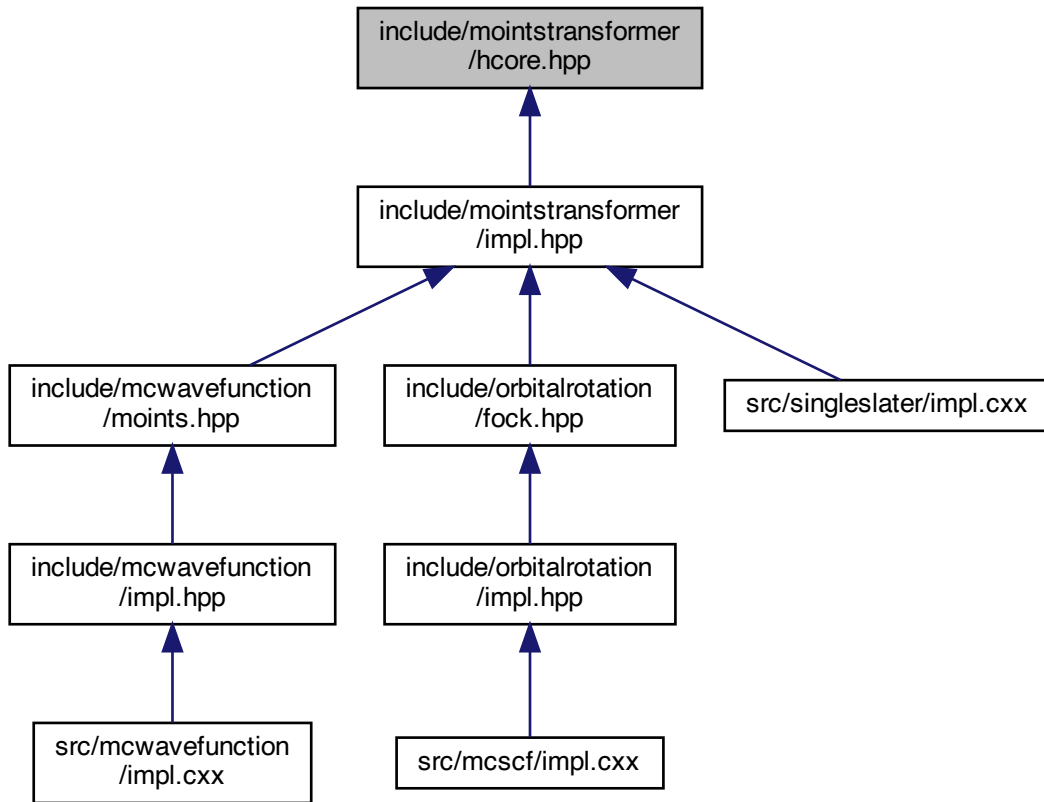 include/mointstransformer
/hcore.hpp
include/mointstransformer
/impl.hpp
include/mcwavefunction
/moints.hpp
include/orbitalrotation
/fock.hpp
src/singleslater/impl.cxx
include/mcwavefunction
/impl.hpp
include/orbitalrotation
/impl.hpp
src/mcwavefunction
/impl.cxx
src/mcscf/impl.cxx